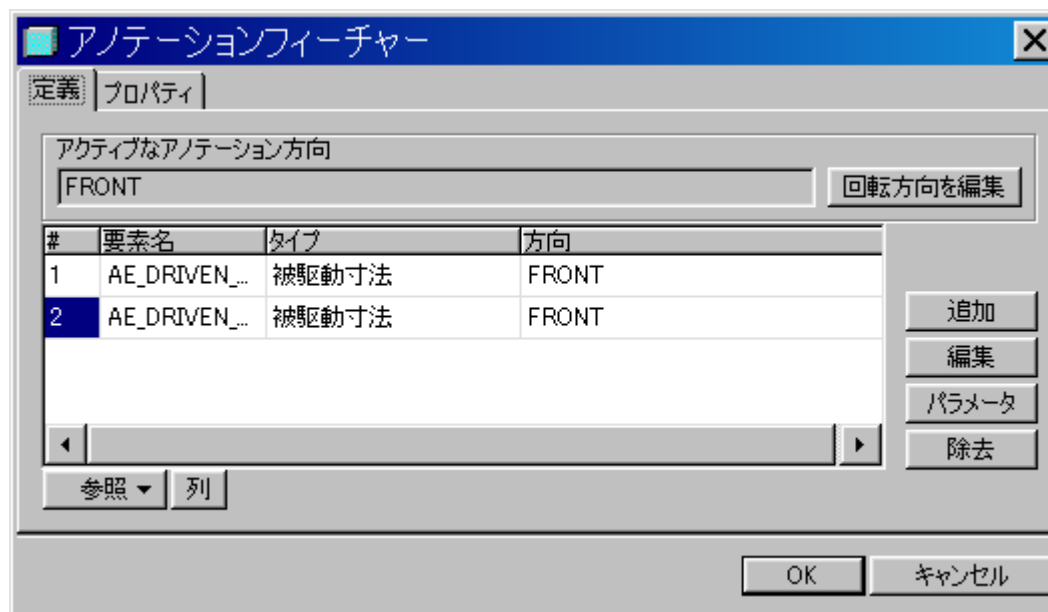 アノテーションフィーチャー
定義 プロパティ
アクティブなアノテーション方向
FRONT 回転方向を編集
# 要素名 タイプ 方向
1 AE_DRIVEN_... 被駆動寸法 FRONT
2 AE_DRIVEN_... 被駆動寸法 FRONT
追加
編集
パラメータ
除去
参照 列
OK キャンセル